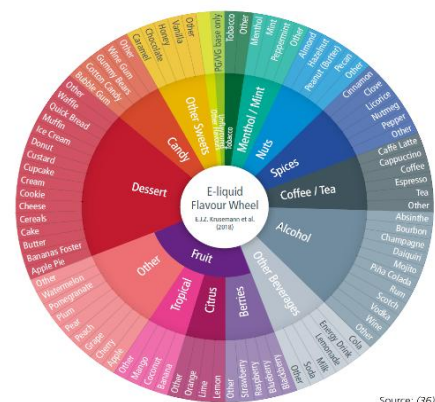 E-liquid
Flavour Wheel
E.J.Z. Krusemann et al.
(2018)
Tobacco
Tobacco
Other
Menthol / Mint
Menthol
Mint
Peppermint
Other
Nuts
Almond
Hazelnut
Peanut (Butter)
Pecan
Other
Spices
Cinnamon
Clove
Licorice
Nutmeg
Pepper
Other
Coffee / Tea
Caffè Latte
Cappuccino
Coffee
Espresso
Tea
Other
Alcohol
Absinthe
Bourbon
Champagne
Daiquiri
Mojito
Piña Colada
Rum
Scotch
Vodka
Wine
Other
Other Beverages
Cola
Energy Drink
Lemonade
Milk
Soda
Other
Fruit
Berries
Blackberry
Blueberry
Raspberry
Strawberry
Other
Citrus
Lemon
Lime
Orange
Other
Tropical
Banana
Coconut
Mango
Other
Other
Apple
Cherry
Grape
Peach
Pear
Plum
Pomegranate
Watermelon
Other
Dessert
Apple Pie
Bananas Foster
Butter
Cake
Cereals
Cheese
Cookie
Cream
Cupcake
Custard
Donut
Ice Cream
Muffin
Quick Bread
Waffle
Other
Candy
Bubble Gum
Cotton Candy
Gummy Bears
Wine Gum
Other
Other Sweets
Caramel
Chocolate
Honey
Vanilla
Other
PG/VG base only
Source: (36)